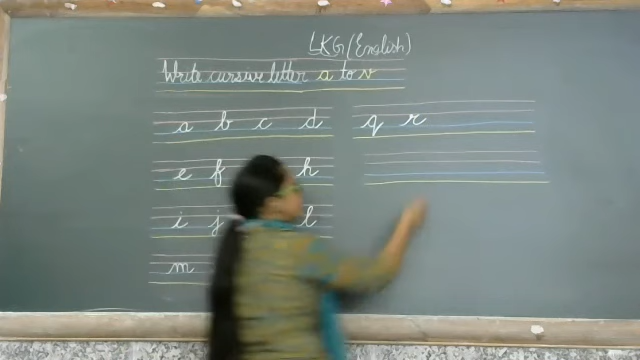 LKG (English)
Write cursive letter a to v
a b c d
e f h
i j l
m
q r